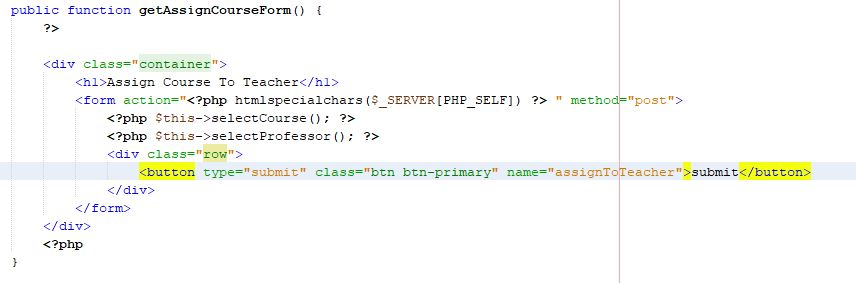 public function getAssignCourseForm() {
?>
<div class="container">
<h1>Assign Course To Teacher</h1>
<form action="<?php htmlspecialchars($_SERVER[PHP_SELF]) ?> " method="post">
<?php $this->selectCourse(); ?>
<?php $this->selectProfessor(); ?>
<div class="row">
<button type="submit" class="btn btn-primary" name="assignToTeacher">submit</button>
</div>
</form>
</div>
<?php
}